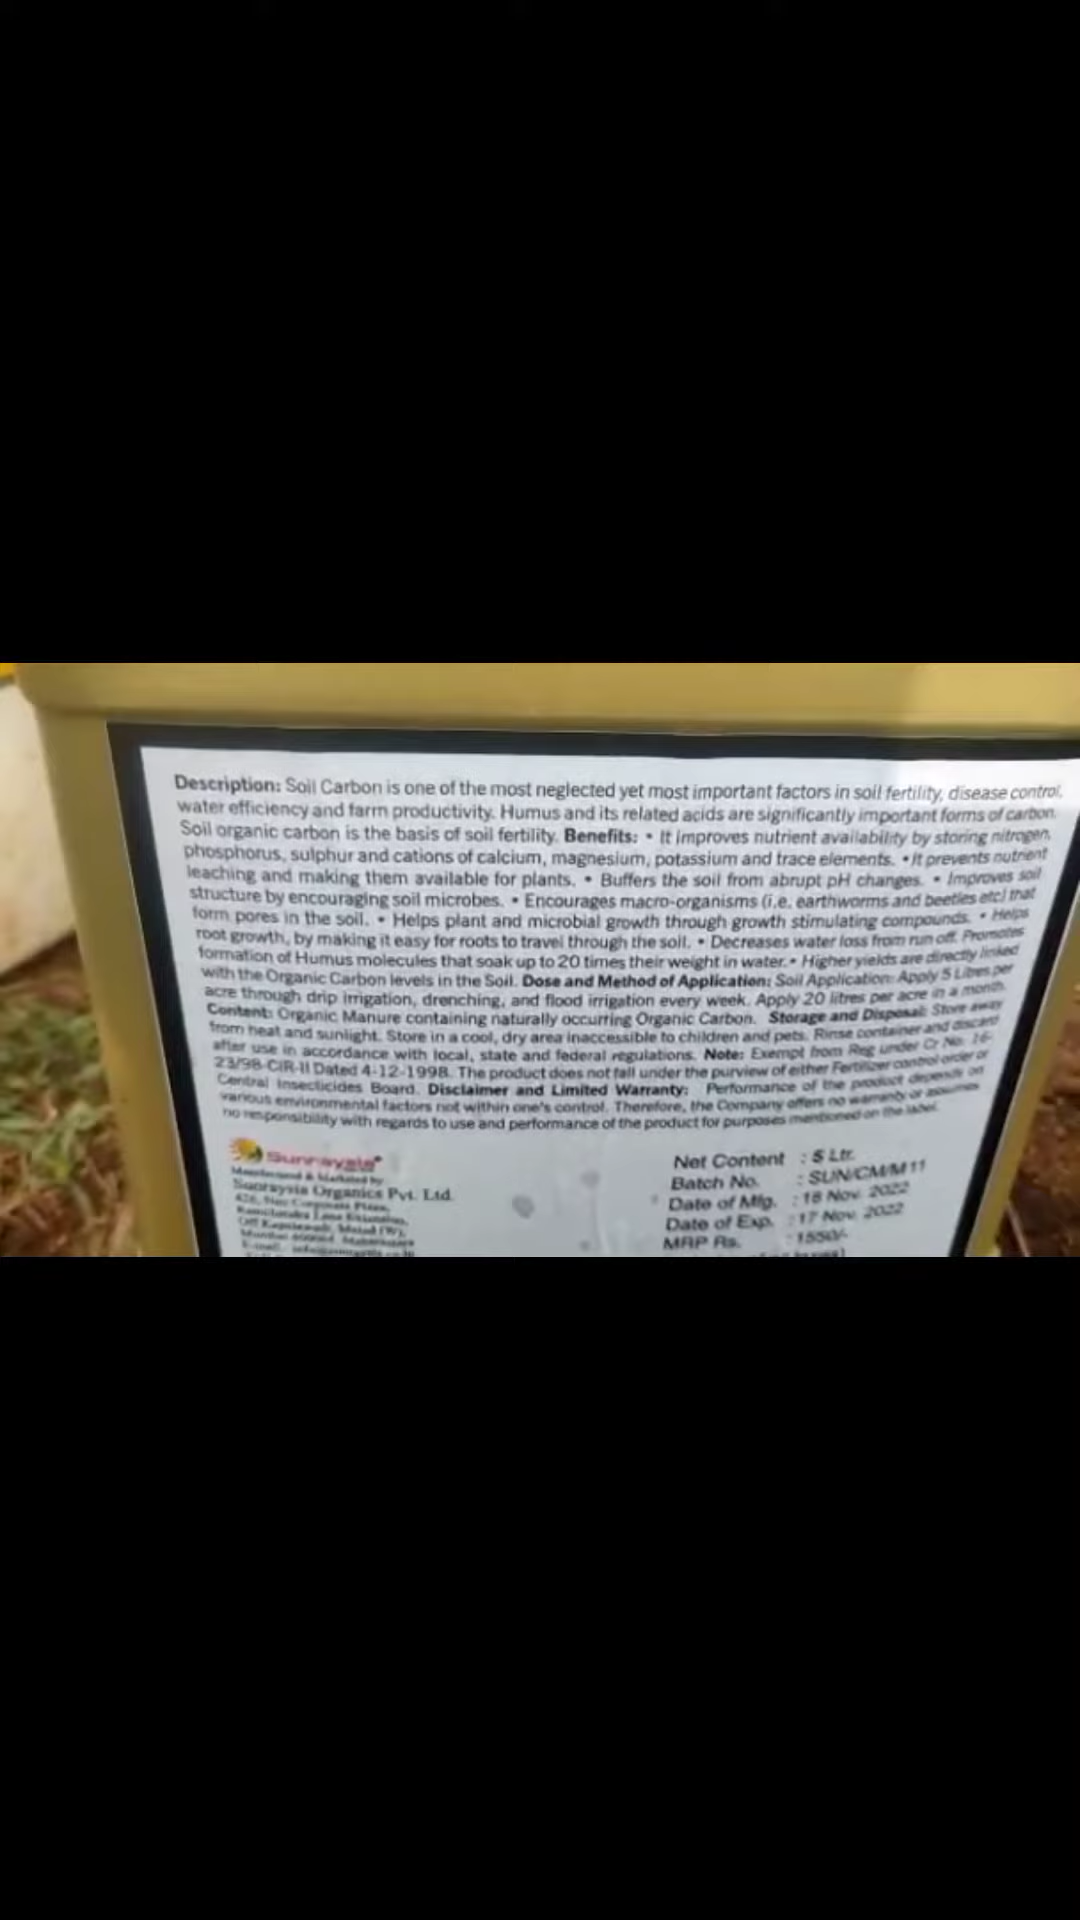 Description: Soil Carbon is one of the most neglected yet most important factors in soil fertility, disease control,
water efficiency and farm productivity. Humus and its related acids are significantly important forms of carbon.
Soil organic carbon is the basis of soil fertility. Benefits: • It improves nutrient availability by storing nitrogen,
phosphorus, sulphur and cations of calcium, magnesium, potassium and trace elements. • It prevents nutrient
leaching and making them available for plants. • Buffers the soil from abrupt pH changes. • Improves soil
structure by encouraging soil microbes. • Encourages macro-organisms (i.e. earthworms and beetles etc) that
form pores in the soil. • Helps plant and microbial growth through growth stimulating compounds. • Helps
root growth, by making it easy for roots to travel through the soil. • Decreases water loss from run off. Promotes
formation of Humus molecules that soak up to 20 times their weight in water. • Higher yields are directly linked
with the Organic Carbon levels in the Soil. Dose and Method of Application: Soil Application: Apply 5 Litres per
acre through drip irrigation, drenching, and flood irrigation every week. Apply 20 litres per acre in a month.
Content: Organic Manure containing naturally occurring Organic Carbon. Storage and Disposal: Store away
from heat and sunlight. Store in a cool, dry area inaccessible to children and pets. Rinse container and discard
after use in accordance with local, state and federal regulations. Note: Exempt from Reg under Cr No. 16-
23/98-CIR-II Dated 4-12-1998. The product does not fall under the purview of either Fertilizer control order or
Central Insecticides Board. Disclaimer and Limited Warranty: Performance of the product depends on
various environmental factors not within one's control. Therefore, the Company offers no warranty or assumes
no responsibility with regards to use and performance of the product for purposes mentioned on the label.
Sunraysia
Manufactured & Marketed by
Sunraysia Organics Pvt. Ltd.
Net Content : 5 Ltr.
Batch No. : SUN/CM/M11
Date of Mfg. : 18 Nov. 2022
Date of Exp. : 17 Nov. 2022
MRP Rs. : 1550/-